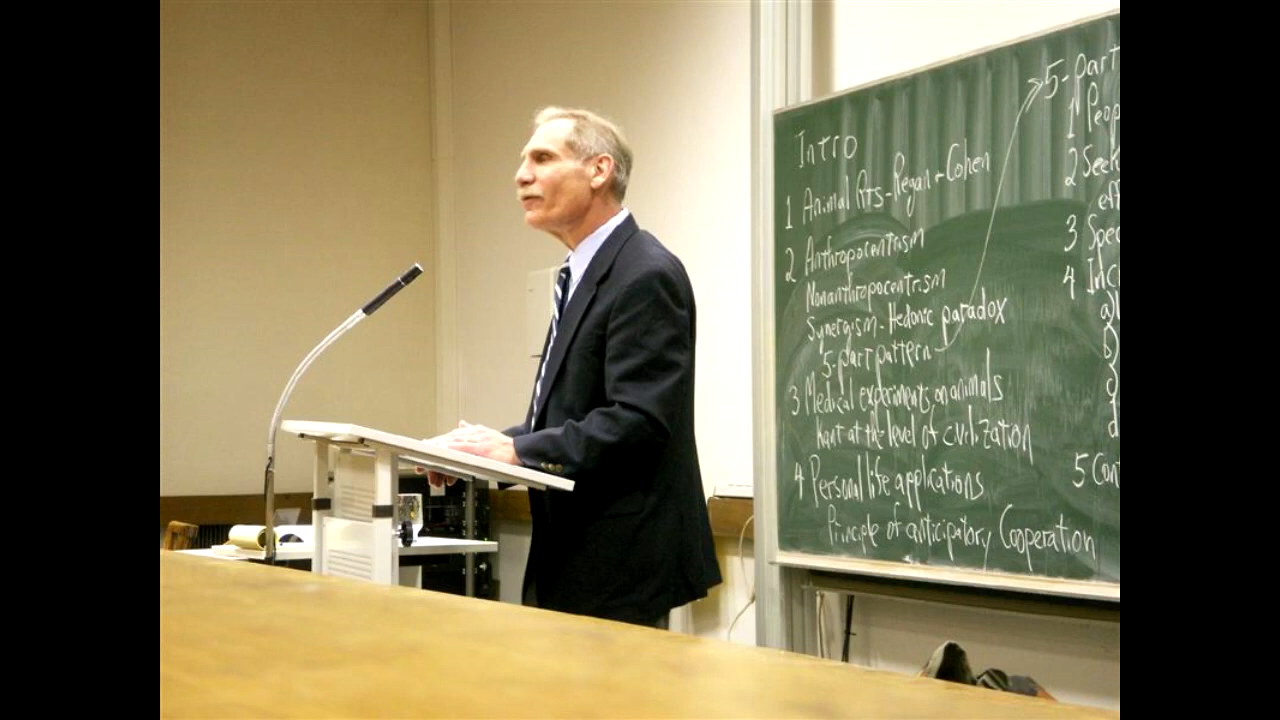 Intro
1 Animal RTS - Regan + Cohen
2 Anthropocentrism
Nonanthropocentrism
Synergism - Hedonic paradox
5-part pattern
3 Medical experiments on animals
Kant at the level of civilization
4 Personal life applications
Principle of anticipatory Cooperation
5-part
1 Peop
2 Seek
eff
3 Spec
4 Inc
a)
b)
c
d
5 Con